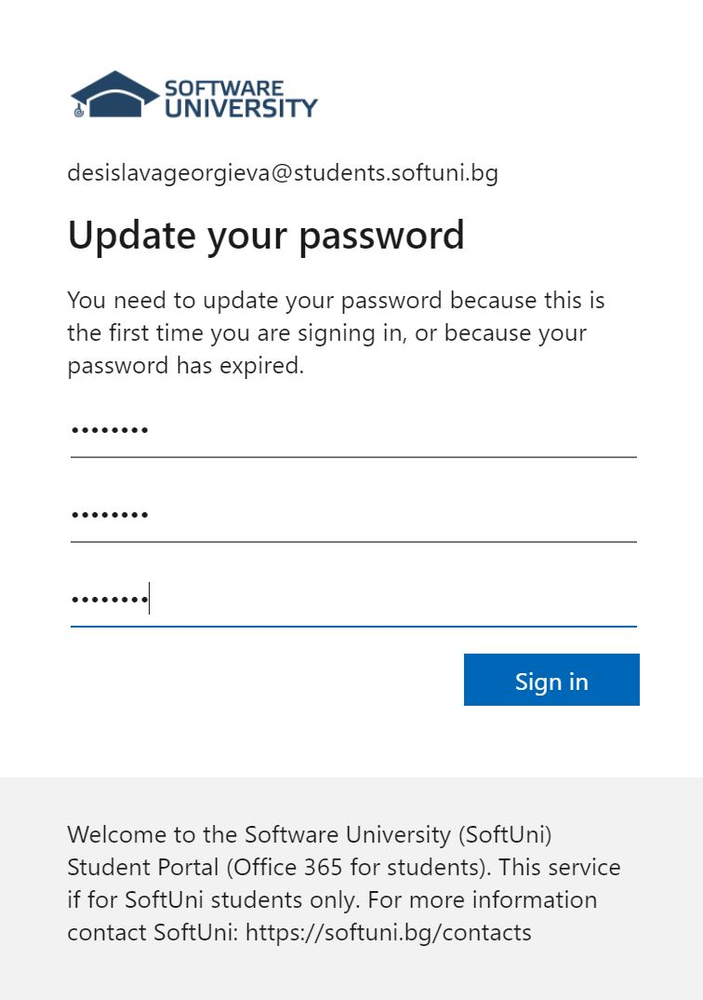 SOFTWARE
UNIVERSITY
desislavageorgieva@students.softuni.bg
Update your password
You need to update your password because this is
the first time you are signing in, or because your
password has expired.
••••••••
••••••••
••••••••
Sign in
Welcome to the Software University (SoftUni)
Student Portal (Office 365 for students). This service
if for SoftUni students only. For more information
contact SoftUni: https://softuni.bg/contacts